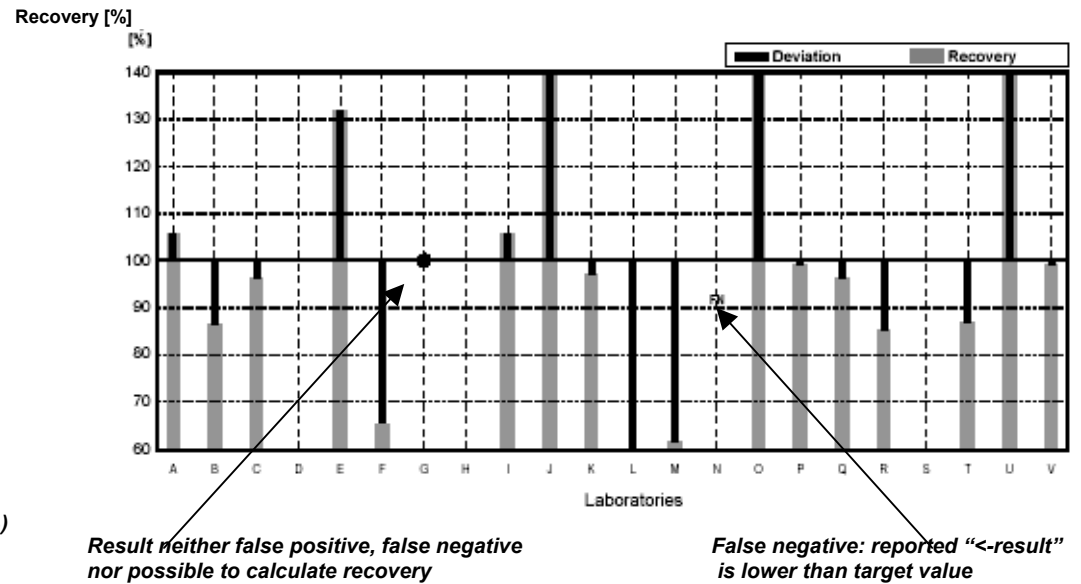 Recovery [%]
[%]
Deviation Recovery
140
130
120
110
100
90
80
70
60
FN
A B C D E F G H I J K L M N O P Q R S T U V
Laboratories
)
Result neither false positive, false negative
nor possible to calculate recovery
False negative: reported “<-result”
is lower than target value